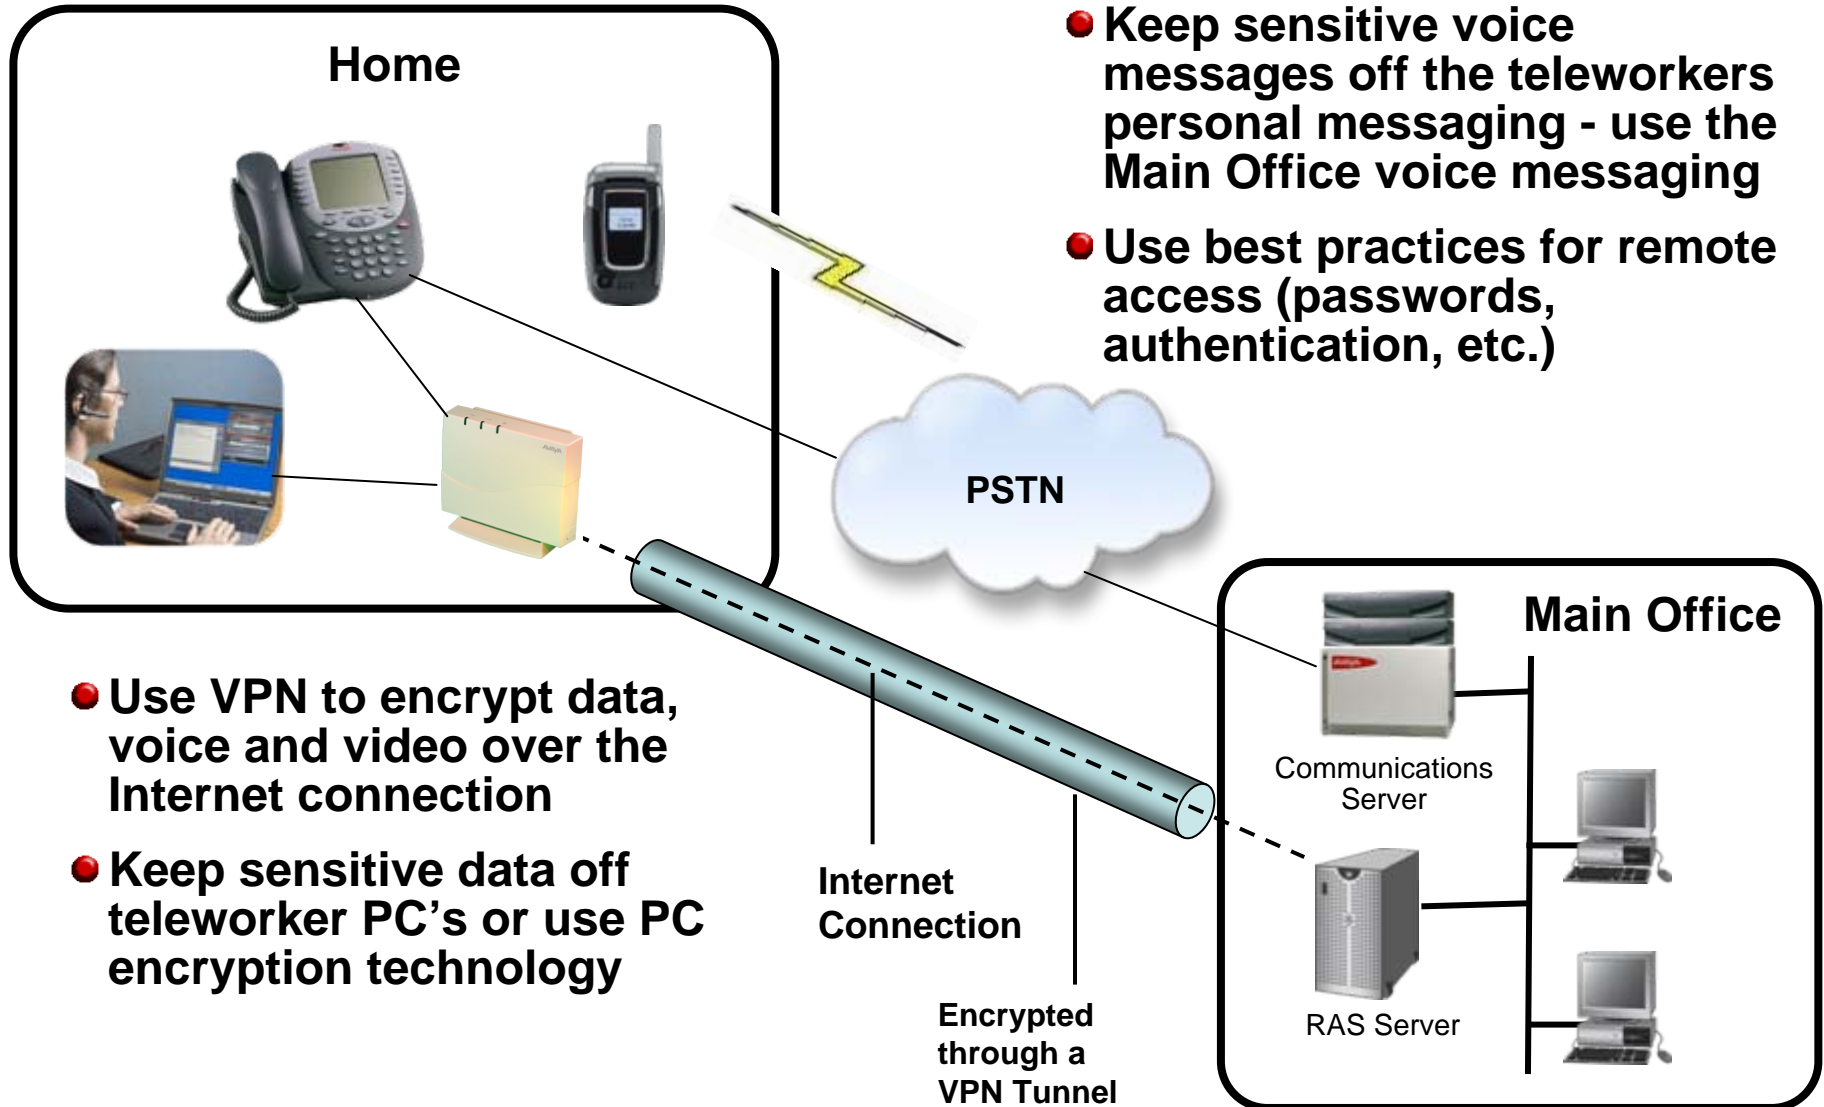 Home
Keep sensitive voice
messages off the teleworkers
personal messaging - use the
Main Office voice messaging
Use best practices for remote
access (passwords,
authentication, etc.)
PSTN
Main Office
Use VPN to encrypt data,
voice and video over the
Internet connection
Keep sensitive data off
teleworker PC's or use PC
encryption technology
Communications
Server
Internet
Connection
Encrypted
through a
VPN Tunnel
RAS Server